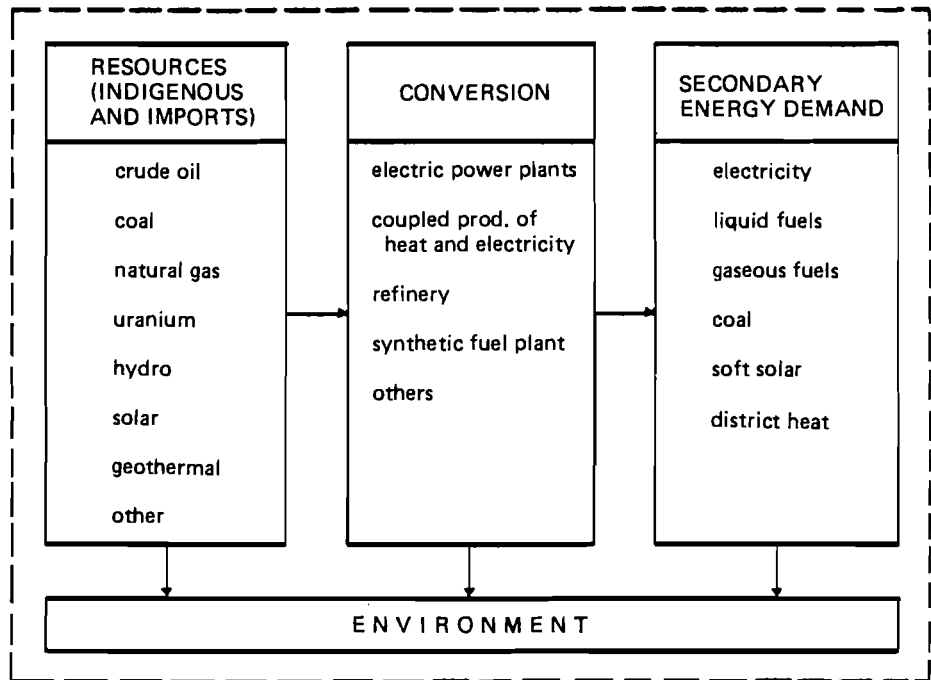 RESOURCES
(INDIGENOUS
AND IMPORTS)
crude oil
coal
natural gas
uranium
hydro
solar
geothermal
other
CONVERSION
electric power plants
coupled prod. of
heat and electricity
refinery
synthetic fuel plant
others
SECONDARY
ENERGY DEMAND
electricity
liquid fuels
gaseous fuels
coal
soft solar
district heat
ENVIRONMENT